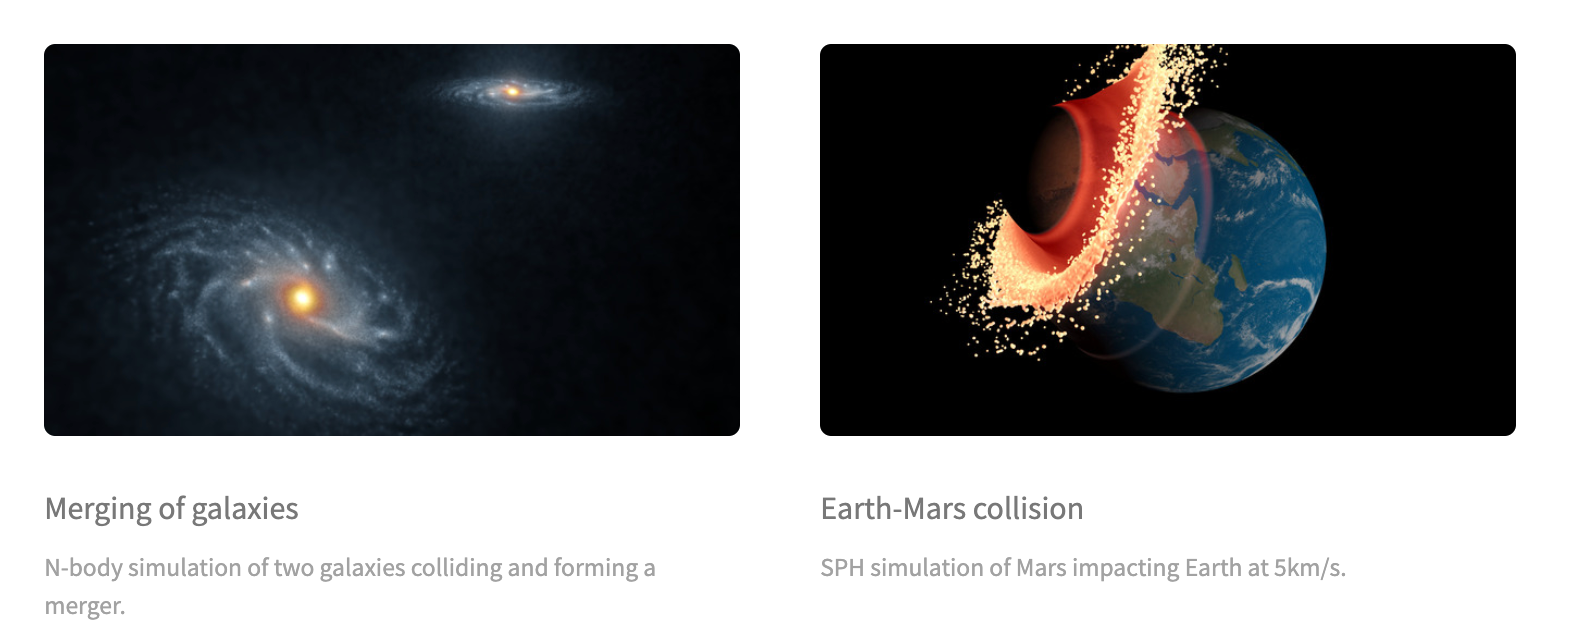 Merging of galaxies
N-body simulation of two galaxies colliding and forming a
merger.
Earth-Mars collision
SPH simulation of Mars impacting Earth at 5km/s.